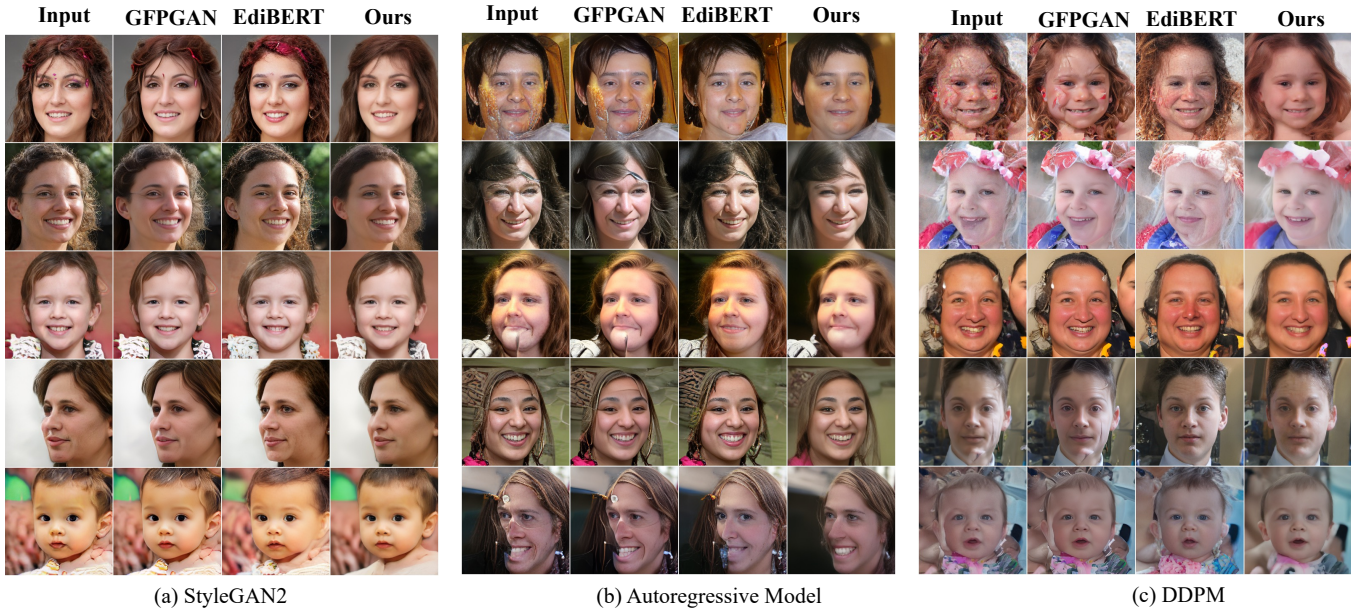 Input GFPGAN EdiBERT Ours
Input GFPGAN EdiBERT Ours
Input GFPGAN EdiBERT Ours
(a) StyleGAN2
(b) Autoregressive Model
(c) DDPM